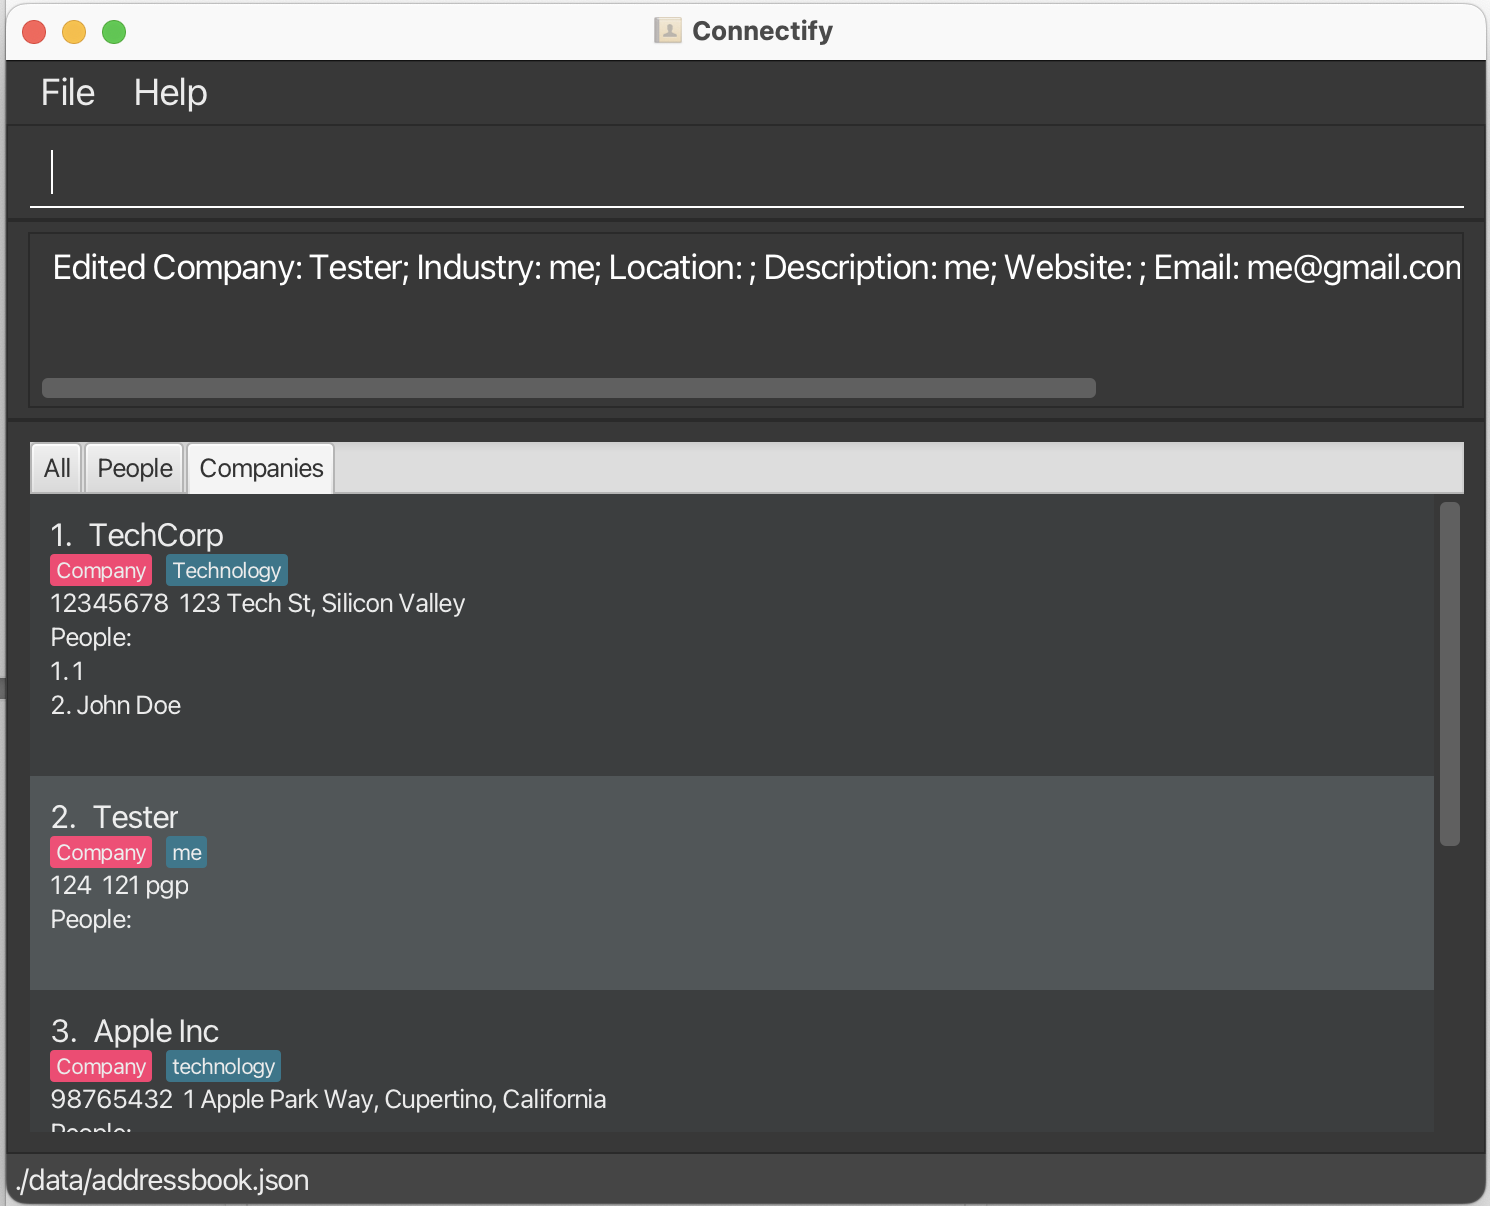 Connectify
File Help
Edited Company: Tester; Industry: me; Location: ; Description: me; Website: ; Email: me@gmail.com
All People Companies
1. TechCorp
Company Technology
12345678 123 Tech St, Silicon Valley
People:
1. 1
2. John Doe
2. Tester
Company me
124 121 pgp
People:
3. Apple Inc
Company technology
98765432 1 Apple Park Way, Cupertino, California
People:
./data/addressbook.json